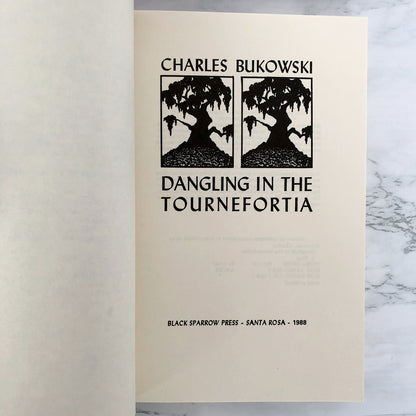 CHARLES BUKOWSKI
DANGLING IN THE
TOURNEFORTIA
BLACK SPARROW PRESS - SANTA ROSA - 1988